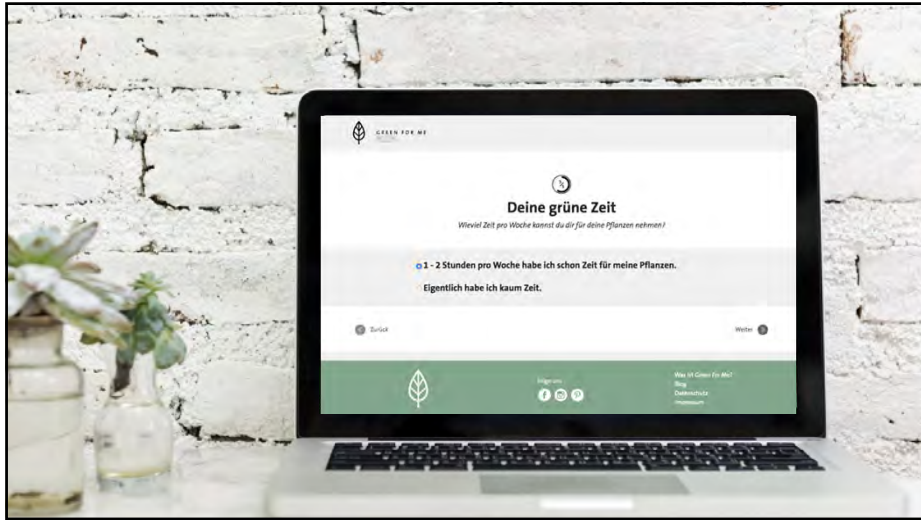 GREEN FOR ME
Deine grüne Zeit
Wieviel Zeit pro Woche kannst du dir für deine Pflanzen nehmen?
1 - 2 Stunden pro Woche habe ich schon Zeit für meine Pflanzen.
Eigentlich habe ich kaum Zeit.
Zurück
Weiter
Folge uns
Was ist Green For Me?
Blog
Datenschutz
Impressum